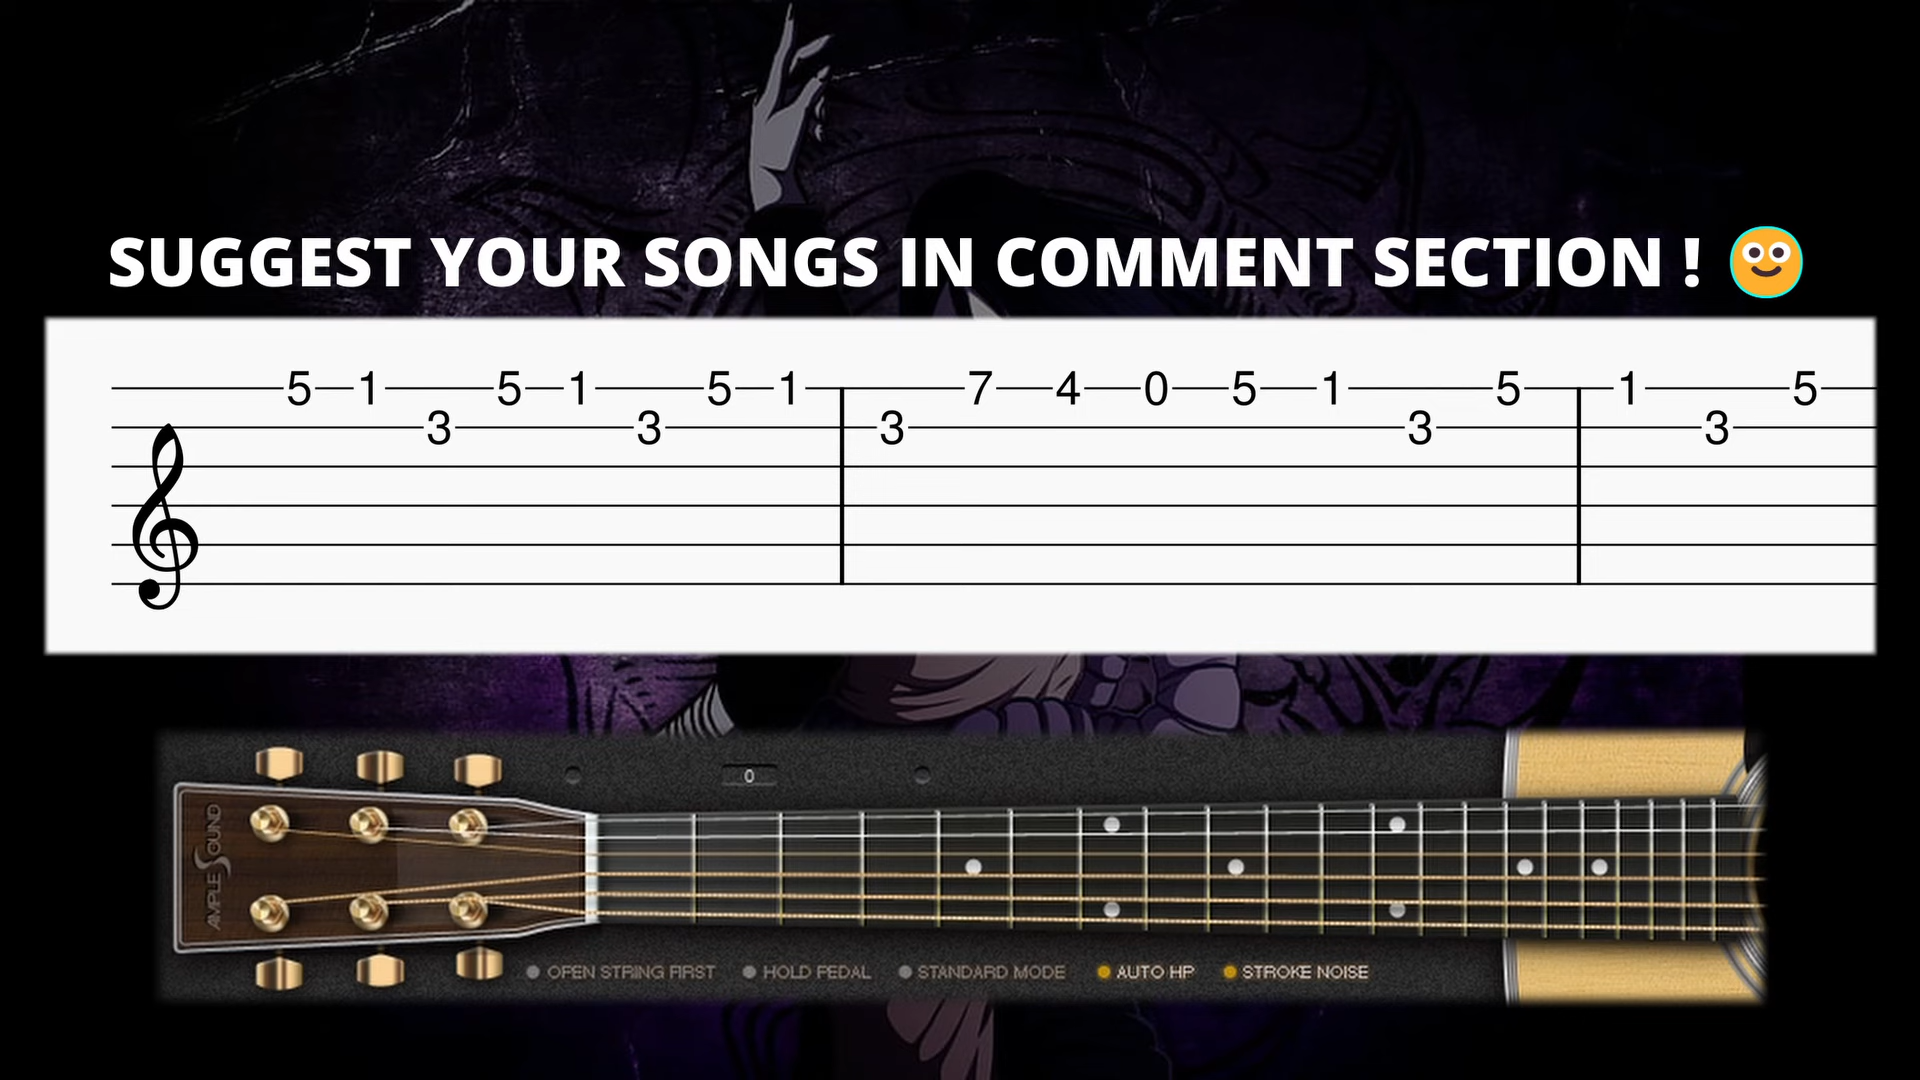 SUGGEST YOUR SONGS IN COMMENT SECTION !
5 1 5 1 5 1 7 4 0 5 1 5 1 5
3 3 3 3 3
0
AMPLE SOUND
OPEN STRING FIRST HOLD PEDAL STANDARD MODE AUTO HP STROKE NOISE